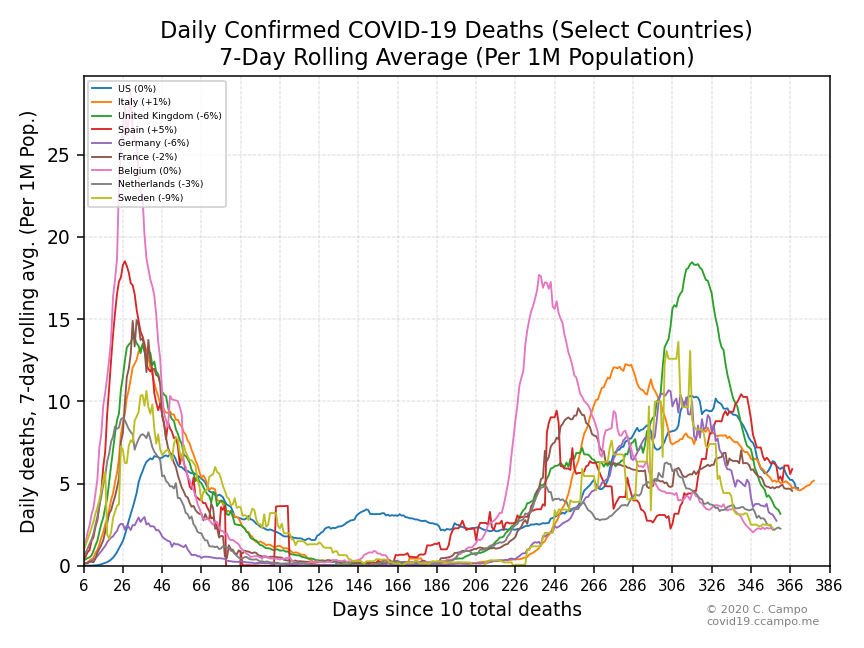 Daily Confirmed COVID-19 Deaths (Select Countries)
7-Day Rolling Average (Per 1M Population)
Daily deaths, 7-day rolling avg. (Per 1M Pop.)
US (0%)
Italy (+1%)
United Kingdom (-6%)
Spain (+5%)
Germany (-6%)
France (-2%)
Belgium (0%)
Netherlands (-3%)
Sweden (-9%)
25
20
15
10
5
0
6 26 46 66 86 106 126 146 166 186 206 226 246 266 286 306 326 346 366 386
Days since 10 total deaths
© 2020 C. Campo
covid19.ccampo.me